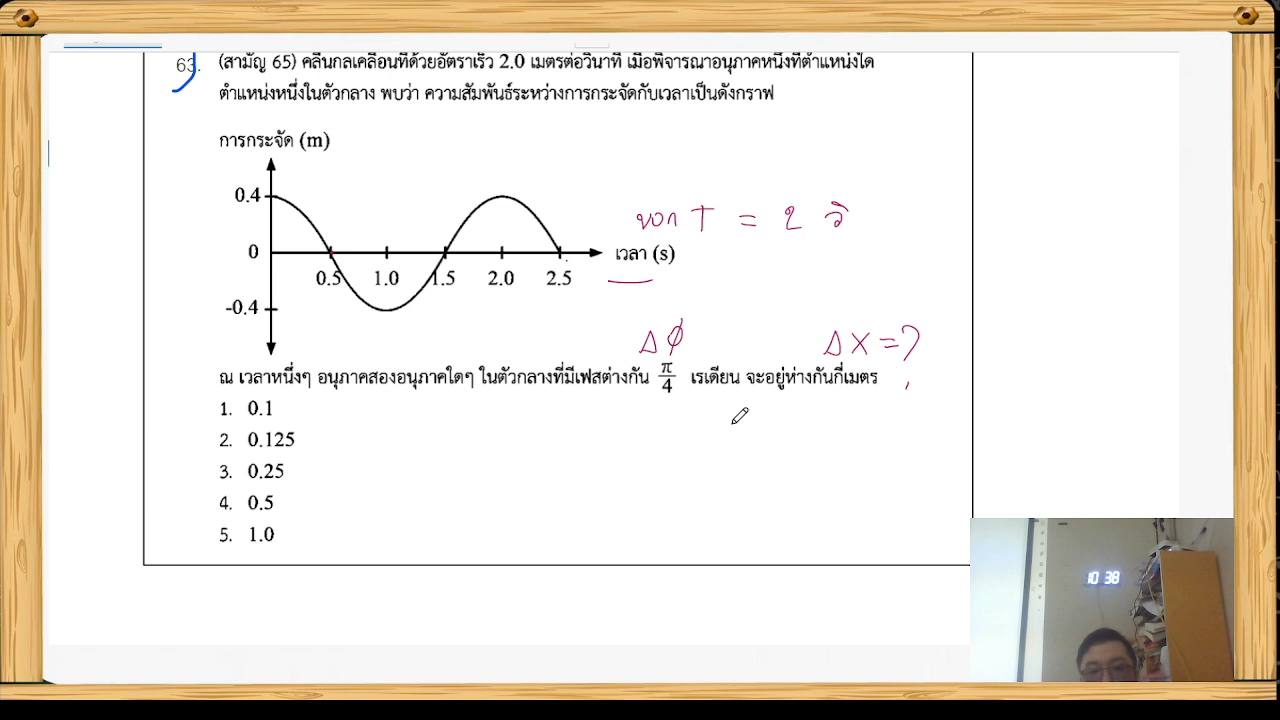 63. (สามัญ 65) คลื่นกลเคลื่อนที่ด้วยอัตราเร็ว 2.0 เมตรต่อวินาที เมื่อพิจารณาอนุภาคหนึ่งที่ตำแหน่งใด
ตำแหน่งหนึ่งในตัวกลาง พบว่า ความสัมพันธ์ระหว่างการกระจัดกับเวลาเป็นดังกราฟ
การกระจัด (m)
0.4
บอก T = 2 วิ
0
เวลา (s)
0.5 1.0 1.5 2.0 2.5
-0.4
Δφ Δx = ?
ณ เวลาหนึ่งๆ อนุภาคสองอนุภาคใดๆ ในตัวกลางที่มีเฟสต่างกัน π/4 เรเดียน จะอยู่ห่างกันกี่เมตร
1. 0.1
2. 0.125
3. 0.25
4. 0.5
5. 1.0
10 38